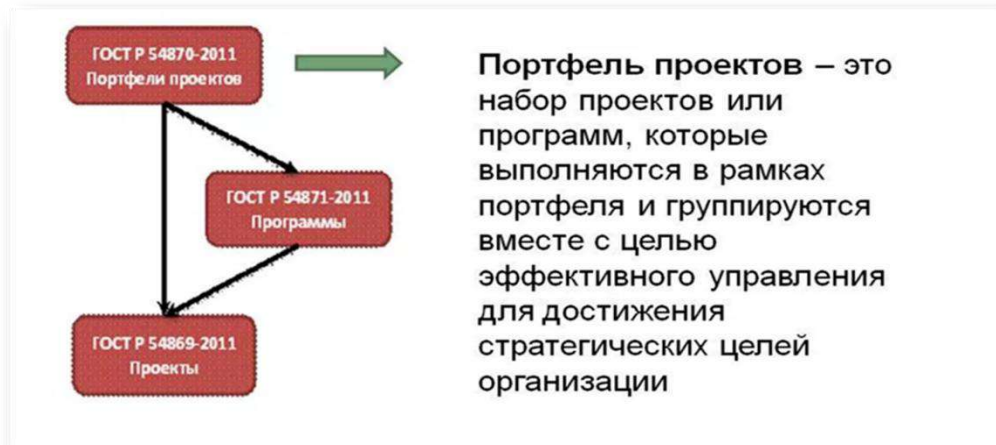 ГОСТ Р 54870-2011
Портфели проектов
ГОСТ Р 54871-2011
Программы
ГОСТ Р 54869-2011
Проекты
Портфель проектов – это
набор проектов или
программ, которые
выполняются в рамках
портфеля и группируются
вместе с целью
эффективного управления
для достижения
стратегических целей
организации